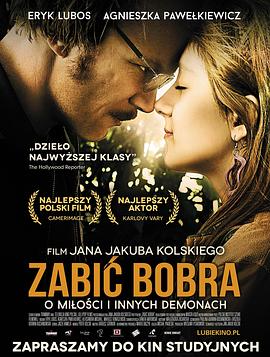 ERYK LUBOS AGNIESZKA PAWEŁKIEWICZ
„DZIEŁO
NAJWYŻSZEJ KLASY”
The Hollywood Reporter
NAJLEPSZY
POLSKI FILM
CAMERIMAGE
NAJLEPSZY
AKTOR
KARLOVY VARY
FILM JANA JAKUBA KOLSKIEGO
ZABIĆ BOBRA
O MIŁOŚCI I INNYCH DEMONACH
LUBIEKINO.PL
ZAPRASZAMY DO KIN STUDYJNYCH